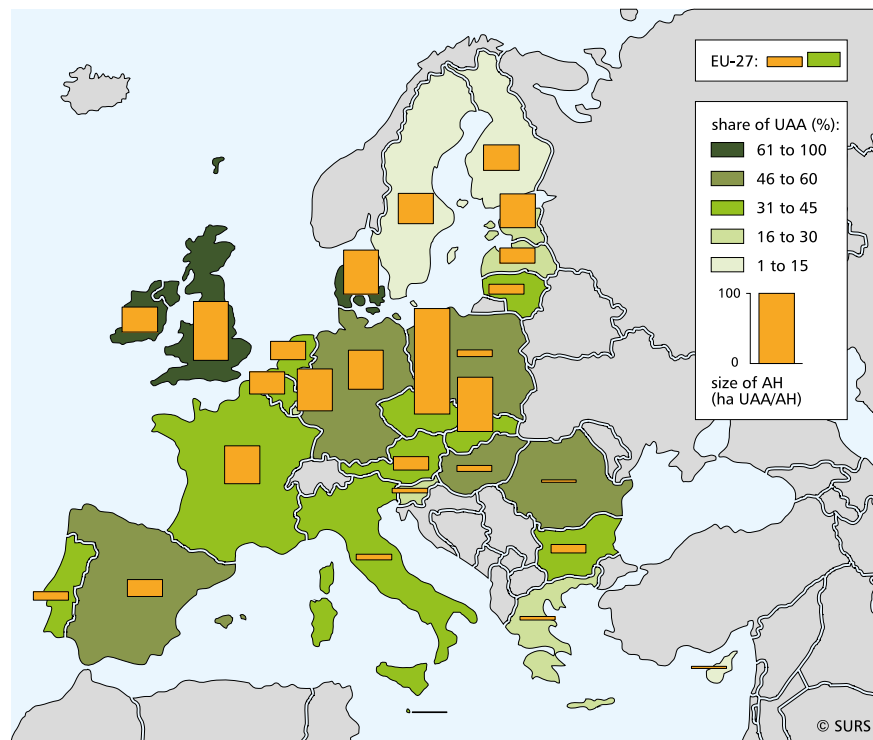 EU-27:
share of UAA (%):
61 to 100
46 to 60
31 to 45
16 to 30
1 to 15
100
0
size of AH
(ha UAA/AH)
© SURS